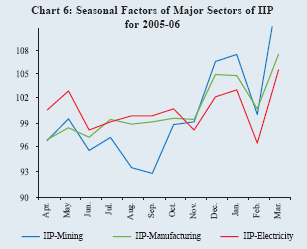 Chart 6: Seasonal Factors of Major Sectors of IIP
for 2005-06
108
105
102
99
96
93
90
Apr.
May
Jun.
Jul.
Aug.
Sep.
Oct.
Nov.
Dec.
Jan.
Feb.
Mar.
IIP-Mining IIP-Manufacturing IIP-Electricity